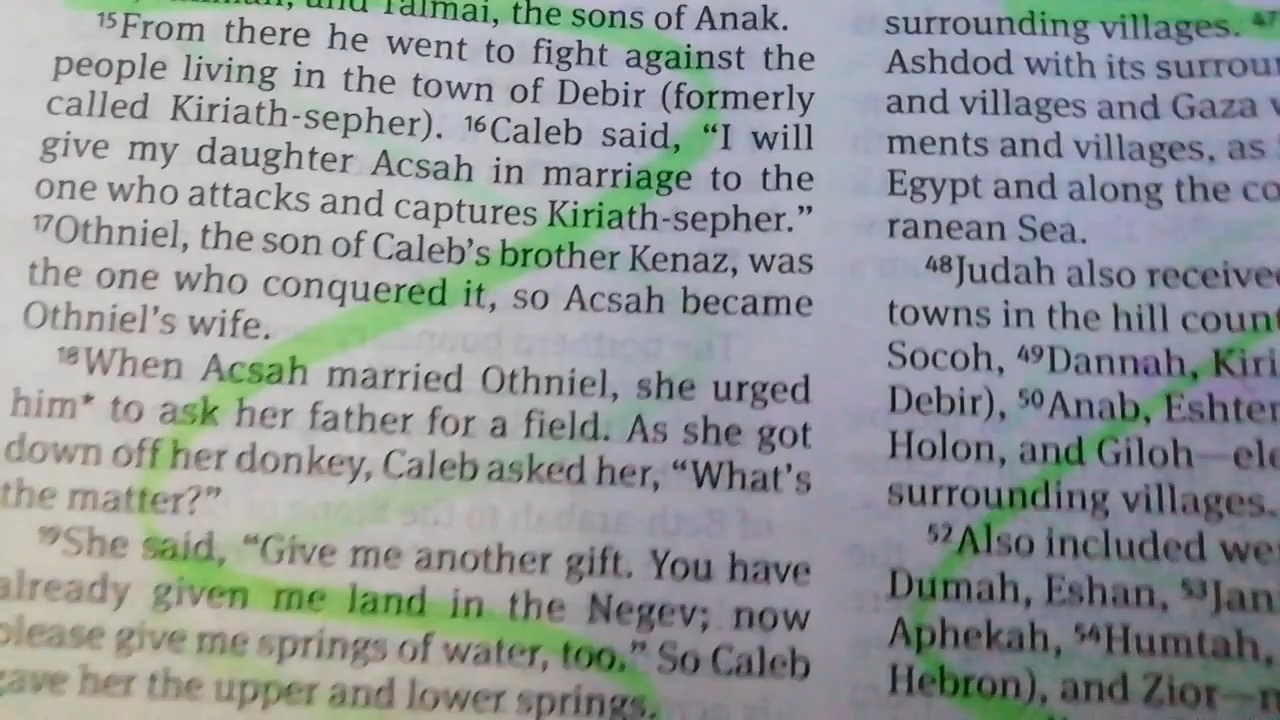 and Talmai, the sons of Anak.
¹⁵From there he went to fight against the
people living in the town of Debir (formerly
called Kiriath-sepher). ¹⁶Caleb said, “I will
give my daughter Acsah in marriage to the
one who attacks and captures Kiriath-sepher.”
¹⁷Othniel, the son of Caleb’s brother Kenaz, was
the one who conquered it, so Acsah became
Othniel’s wife.
¹⁸When Acsah married Othniel, she urged
him* to ask her father for a field. As she got
down off her donkey, Caleb asked her, “What’s
the matter?”
¹⁹She said, “Give me another gift. You have
already given me land in the Negev; now
please give me springs of water, too.” So Caleb
gave her the upper and lower springs.
surrounding villages. ⁴⁷
Ashdod with its surrou
and villages and Gaza
ments and villages, as
Egypt and along the co
ranean Sea.
⁴⁸Judah also receive
towns in the hill coun
Socoh, ⁴⁹Dannah, Kiri
Debir), ⁵⁰Anab, Eshte
Holon, and Giloh—ele
surrounding villages.
⁵²Also included we
Dumah, Eshan, ⁵³Jan
Aphekah, ⁵⁴Humtah,
Hebron), and Zior—n